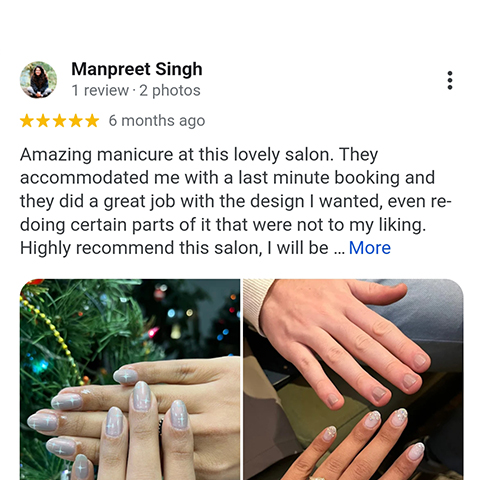 Manpreet Singh
1 review · 2 photos
6 months ago
Amazing manicure at this lovely salon. They
accommodated me with a last minute booking and
they did a great job with the design I wanted, even re-
doing certain parts of it that were not to my liking.
Highly recommend this salon, I will be ... More